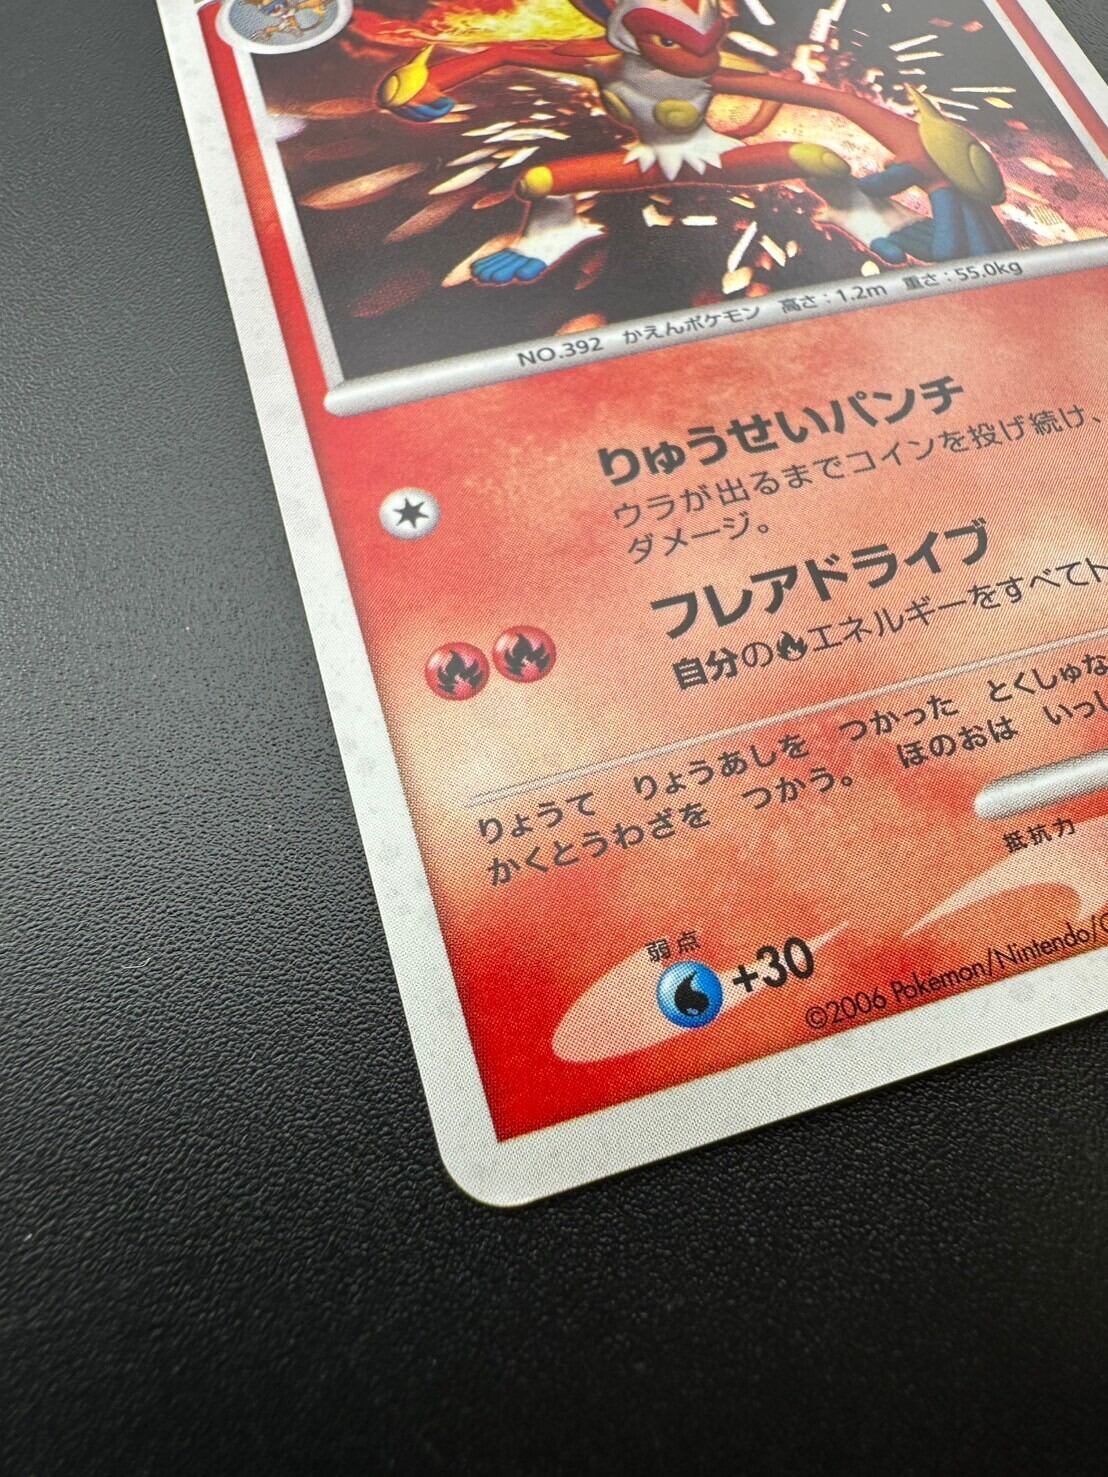 NO.392 かえんポケモン 高さ:1.2m 重さ:55.0kg
りゅうせいパンチ
ウラが出るまでコインを投げ続け、
ダメージ。
フレアドライブ
自分の エネルギーをすべてト
りょうて りょうあしを つかった とくしゅな
かくとうわざを つかう。 ほのおは いっし
抵抗力
弱点
+30
©2006 Pokémon/Nintendo/C